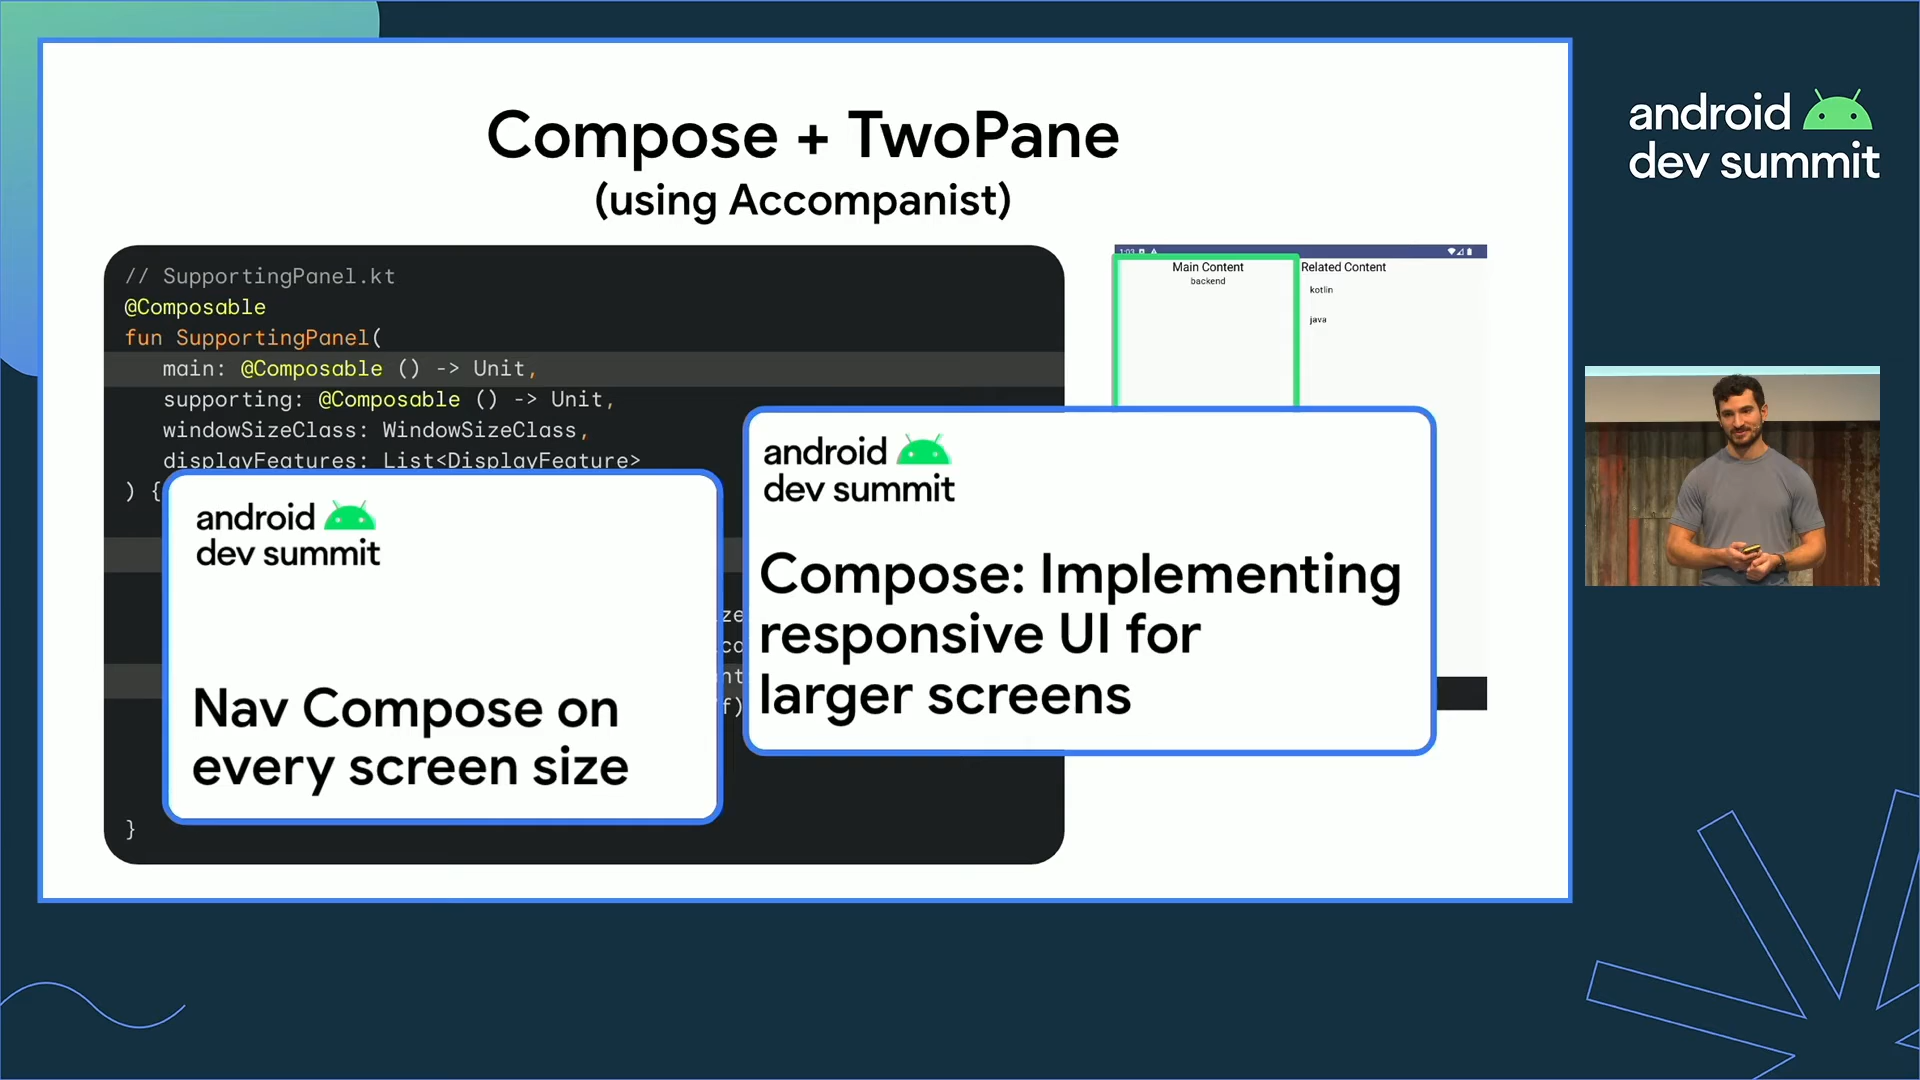 Compose + TwoPane
(using Accompanist)
// SupportingPanel.kt
@Composable
fun SupportingPanel(
main: @Composable () -> Unit,
supporting: @Composable () -> Unit,
windowSizeClass: WindowSizeClass,
displayFeatures: List<DisplayFeature>
) {
}
Main Content
backend
Related Content
kotlin
java
android
dev summit
Nav Compose on
every screen size
android
dev summit
Compose: Implementing
responsive UI for
larger screens
android
dev summit